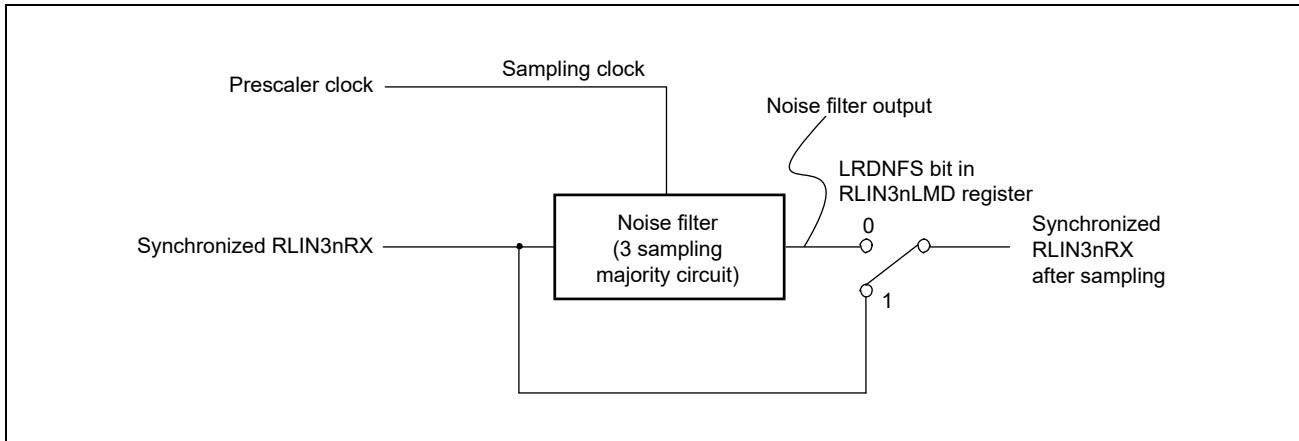 Sampling clock
Prescaler clock
Noise filter output
LRDNFS bit in
RLIN3nLMD register
0
Noise filter
(3 sampling
majority circuit)
Synchronized RLIN3nRX
Synchronized
RLIN3nRX
after sampling
1